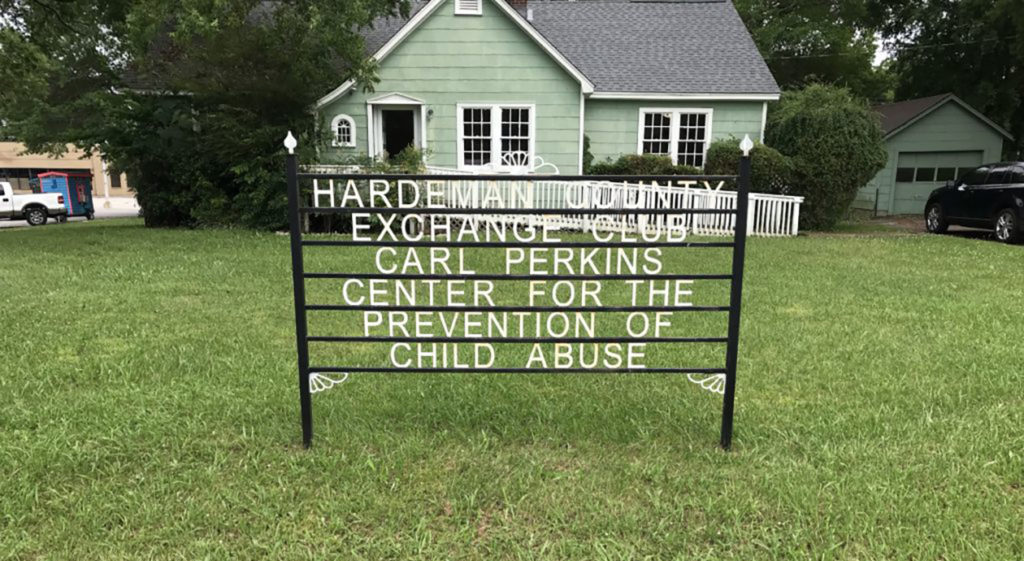 HARDEMAN COUNTY
EXCHANGE CLUB
CARL PERKINS
CENTER FOR THE
PREVENTION OF
CHILD ABUSE